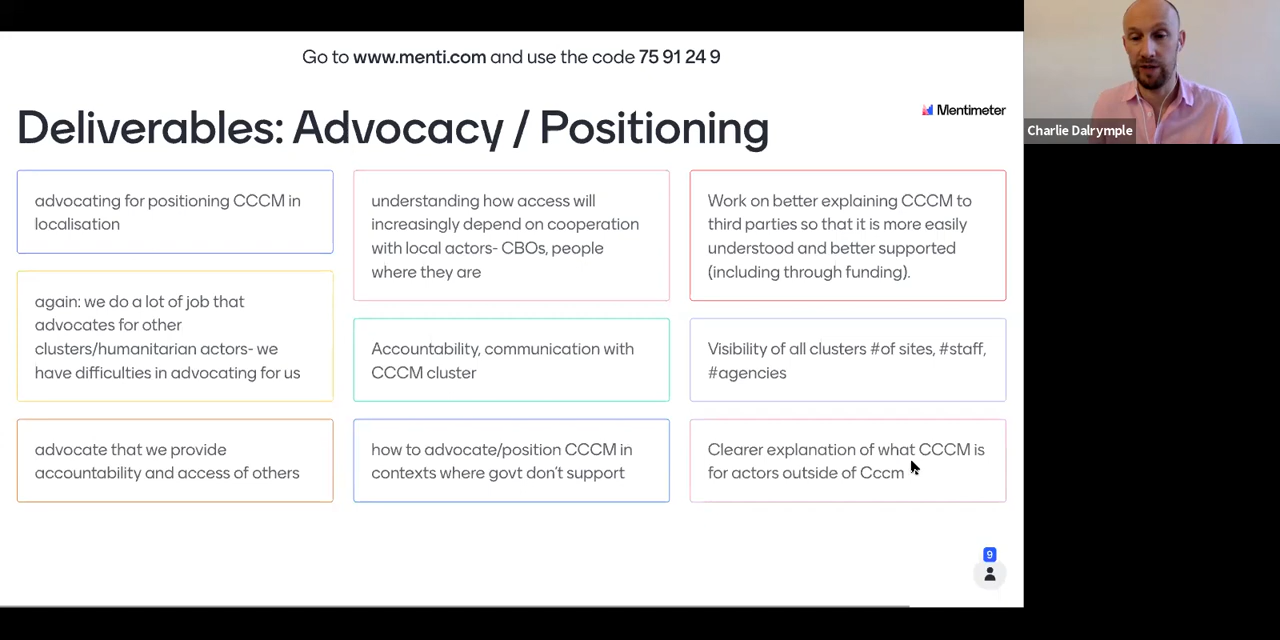 Go to www.menti.com and use the code 75 91 24 9
Mentimeter
Deliverables: Advocacy / Positioning
Charlie Dalrymple
advocating for positioning CCCM in
localisation
again: we do a lot of job that
advocates for other
clusters/humanitarian actors- we
have difficulties in advocating for us
advocate that we provide
accountability and access of others
understanding how access will
increasingly depend on cooperation
with local actors- CBOs, people
where they are
Accountability, communication with
CCCM cluster
how to advocate/position CCCM in
contexts where govt don't support
Work on better explaining CCCM to
third parties so that it is more easily
understood and better supported
(including through funding).
Visibility of all clusters #of sites, #staff,
#agencies
Clearer explanation of what CCCM is
for actors outside of Cccm
9